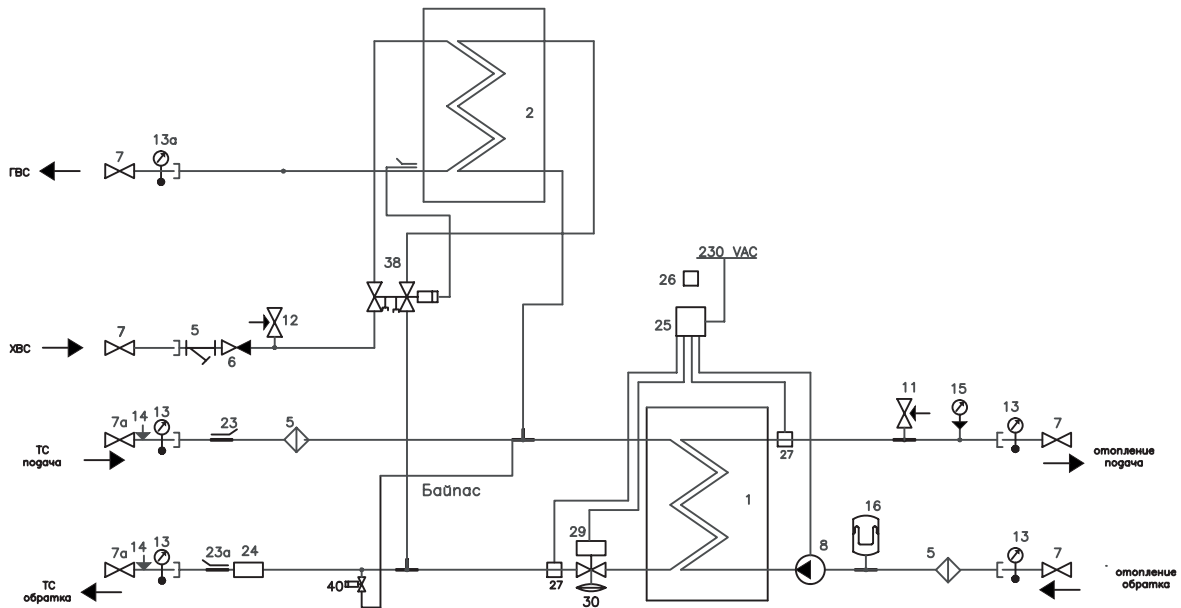 2
13а
7
ГВС
38
230 VAC
26
25
12
7
5
6
ХВС
11
15
13
7
7а
14
13
23
5
27
ТС
подача
отопление
подача
Байпас
1
16
29
8
7а
14
13
23а
24
5
13
7
40
27
30
ТС
обратка
отопление
обратка